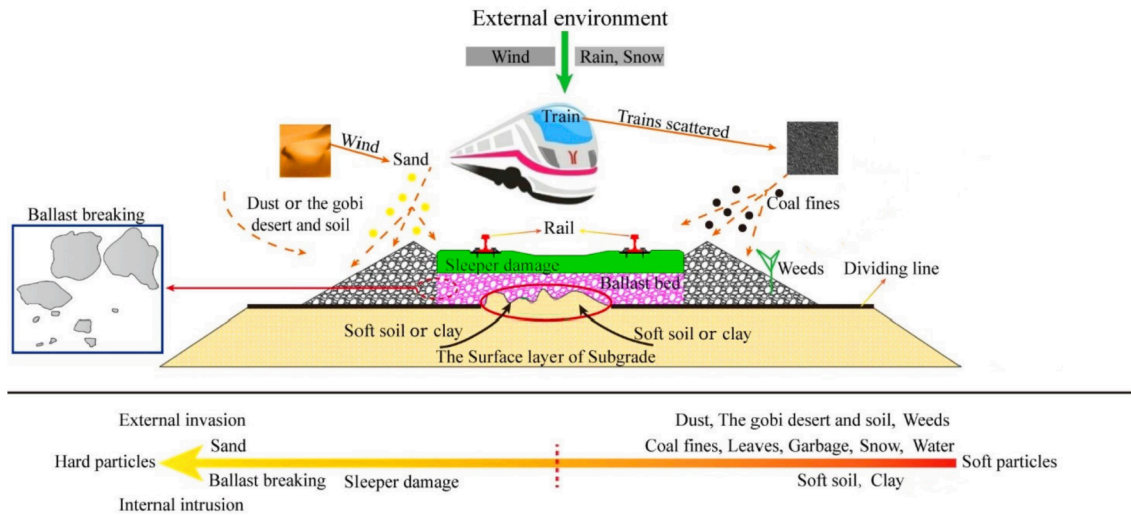 External environment
Wind
Rain, Snow
Train
Trains scattered
Wind
Sand
Dust or the gobi
desert and soil
Coal fines
Ballast breaking
Rail
Sleeper damage
Ballast bed
Weeds
Dividing line
Soft soil or clay
Soft soil or clay
The Surface layer of Subgrade
External invasion
Dust, The gobi desert and soil, Weeds
Sand
Coal fines, Leaves, Garbage, Snow, Water
Hard particles
Soft particles
Ballast breaking
Sleeper damage
Soft soil, Clay
Internal intrusion